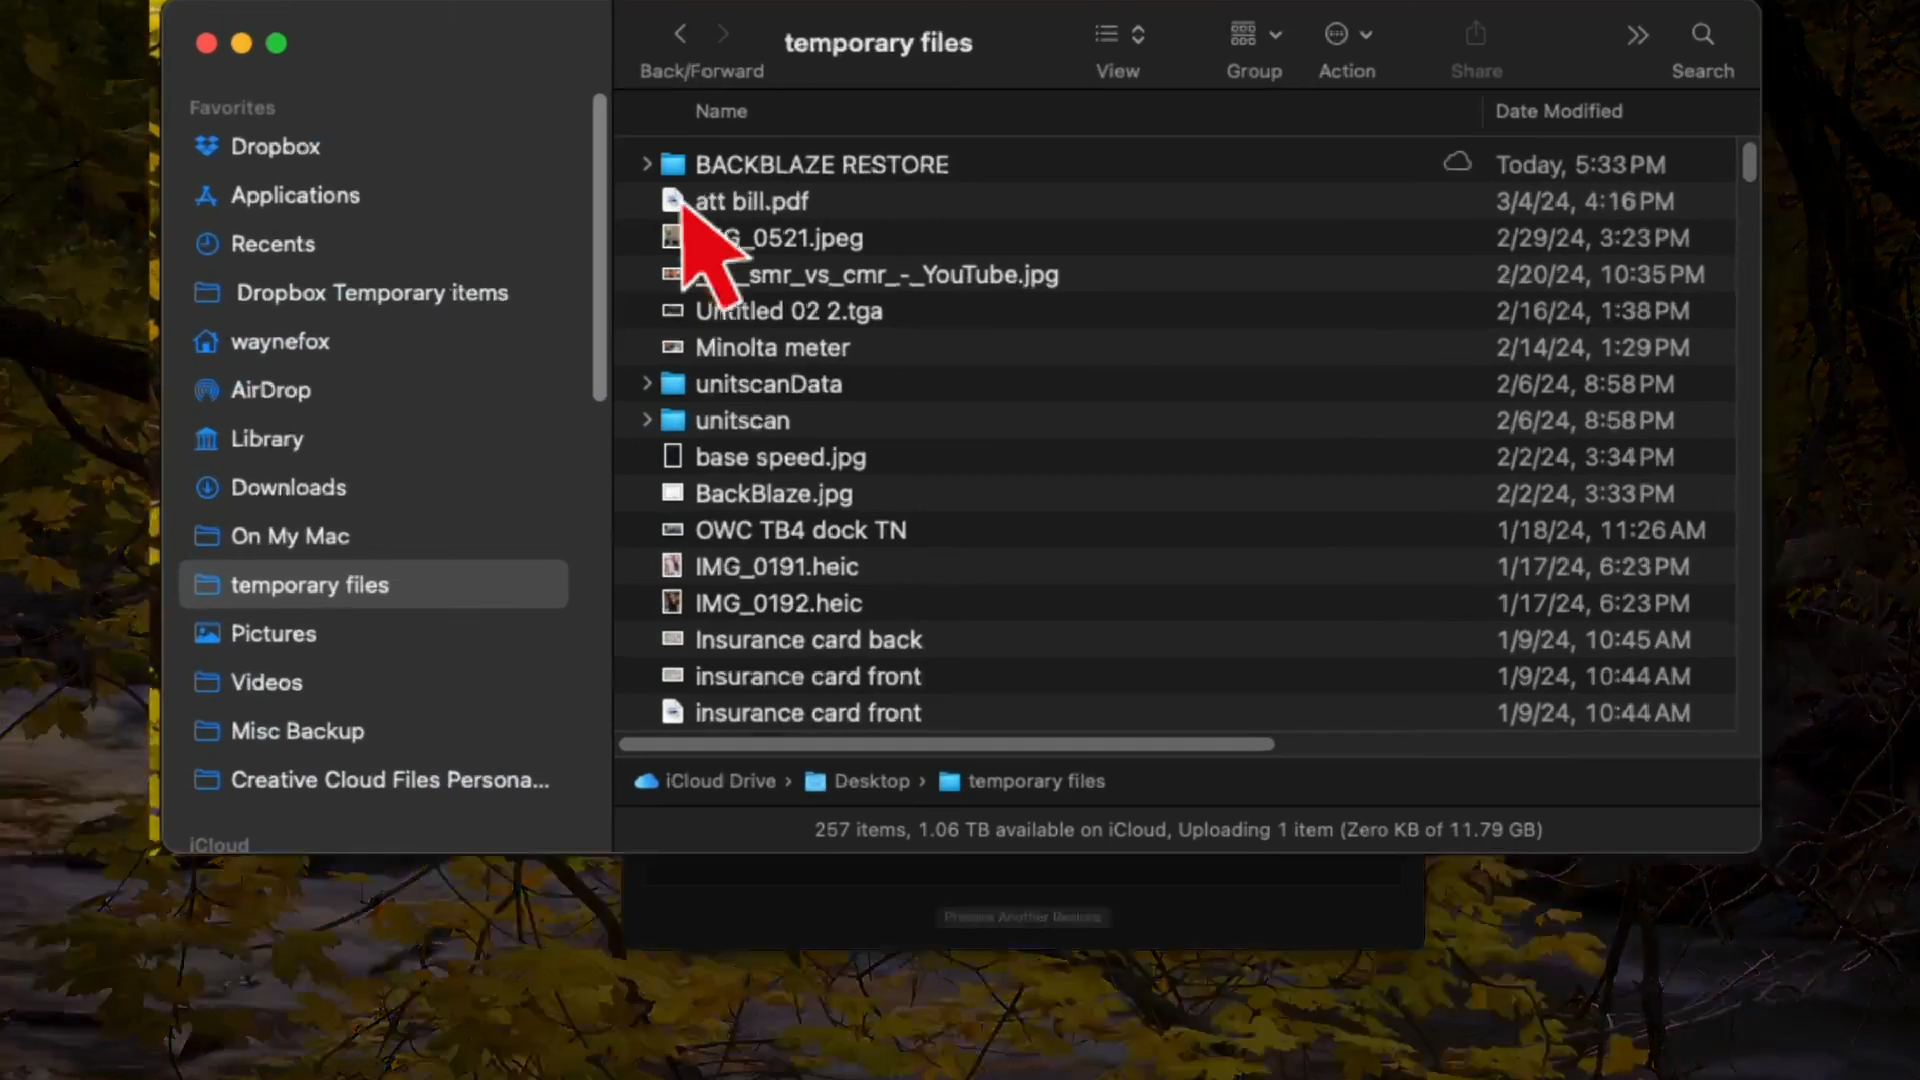 temporary files
Back/Forward
View
Group
Action
Share
Search
Favorites
Dropbox
Applications
Recents
Dropbox Temporary items
waynefox
AirDrop
Library
Downloads
On My Mac
temporary files
Pictures
Videos
Misc Backup
Creative Cloud Files Persona...
iCloud
Name Date Modified
BACKBLAZE RESTORE Today, 5:33 PM
att bill.pdf 3/4/24, 4:16 PM
G_0521.jpeg 2/29/24, 3:23 PM
_smr_vs_cmr_-_YouTube.jpg 2/20/24, 10:35 PM
Untitled 02 2.tga 2/16/24, 1:38 PM
Minolta meter 2/14/24, 1:29 PM
unitscanData 2/6/24, 8:58 PM
unitscan 2/6/24, 8:58 PM
base speed.jpg 2/2/24, 3:34 PM
BackBlaze.jpg 2/2/24, 3:33 PM
OWC TB4 dock TN 1/18/24, 11:26 AM
IMG_0191.heic 1/17/24, 6:23 PM
IMG_0192.heic 1/17/24, 6:23 PM
Insurance card back 1/9/24, 10:45 AM
insurance card front 1/9/24, 10:44 AM
insurance card front 1/9/24, 10:44 AM
iCloud Drive › Desktop › temporary files
257 items, 1.06 TB available on iCloud, Uploading 1 item (Zero KB of 11.79 GB)
Another